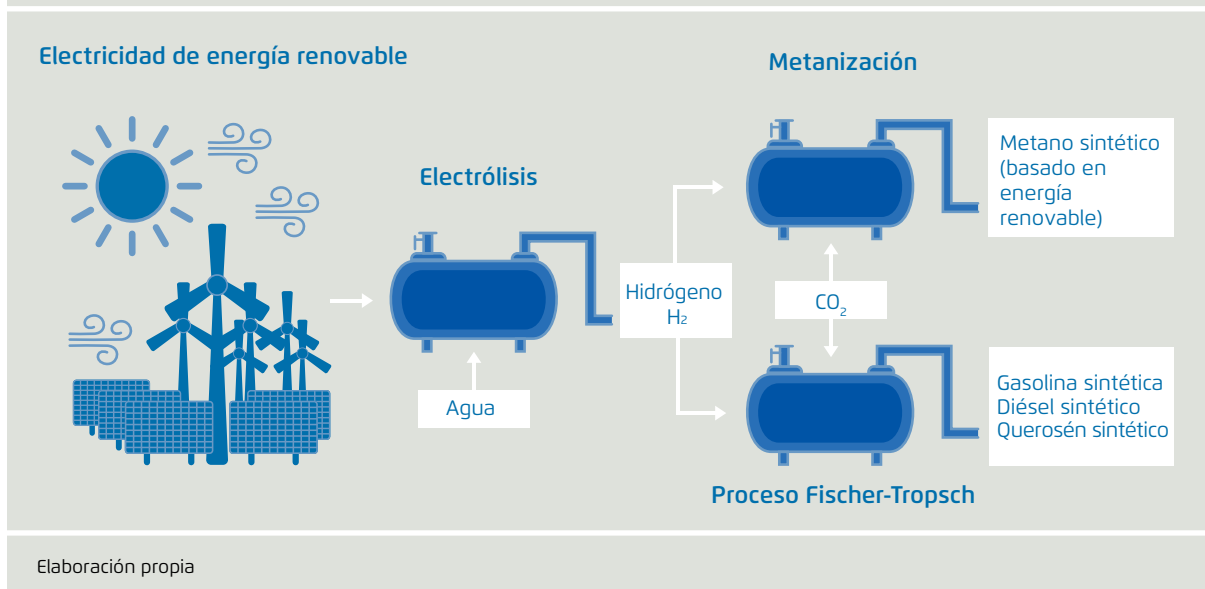 Electricidad de energía renovable
Electrólisis
Agua
Hidrógeno
H₂
Metanización
Metano sintético
(basado en
energía
renovable)
CO₂
Gasolina sintética
Diésel sintético
Querosén sintético
Proceso Fischer-Tropsch
Elaboración propia